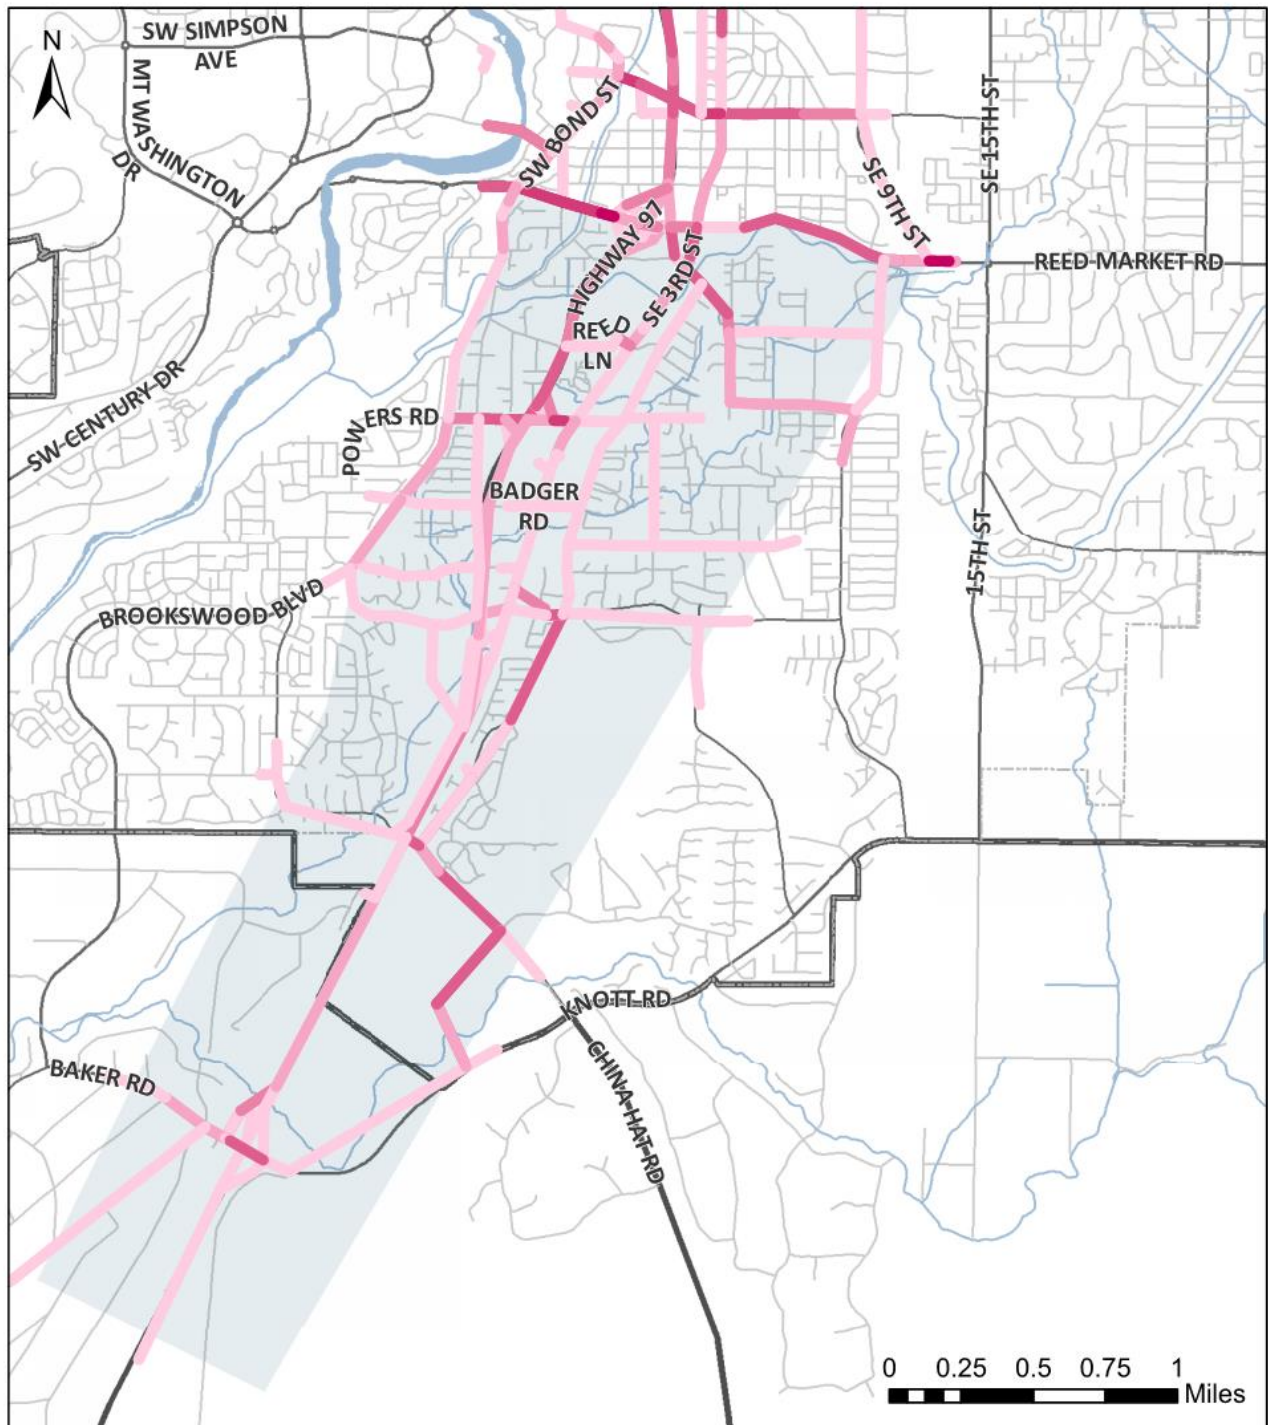 SW SIMPSON
AVE
N
MT WASHINGTON
DR
SW BOND ST
SE 15TH ST
SE 9TH ST
HIGHWAY 97
SE 3RD ST
REED MARKET RD
REED
LN
SW CENTURY DR
POWERS RD
BADGER
RD
15TH ST
BROOKSWOOD BLVD
KNOTT RD
BAKER RD
CHINA HAT RD
0 0.25 0.5 0.75 1
Miles